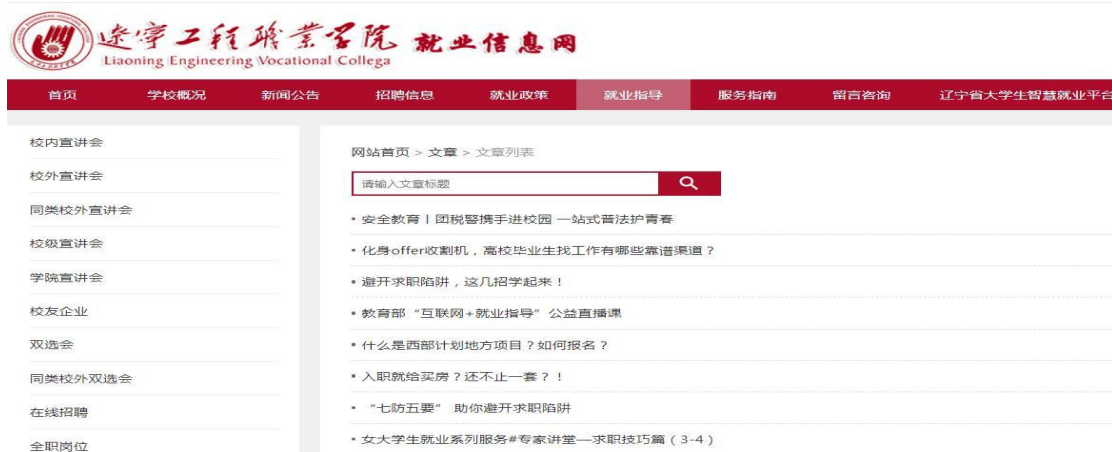 辽宁工程职业学院 就业信息网
Liaoning Engineering Vocational Collega
首页 学校概况 新闻公告 招聘信息 就业政策 就业指导 服务指南 留言咨询 辽宁省大学生智慧就业平台
校内宣讲会
校外宣讲会
同类校外宣讲会
校级宣讲会
学院宣讲会
校友企业
双选会
同类校外双选会
在线招聘
全职岗位
网站首页 > 文章 > 文章列表
请输入文章标题
• 安全教育丨团税警携手进校园 一站式普法护青春
• 化身offer收割机，高校毕业生找工作有哪些靠谱渠道？
• 避开求职陷阱，这几招学起来！
• 教育部“互联网+就业指导”公益直播课
• 什么是西部计划地方项目？如何报名？
• 入职就给买房？还不止一套？！
• “七防五要” 助你避开求职陷阱
• 女大学生就业系列服务#专家讲堂—求职技巧篇（3-4）